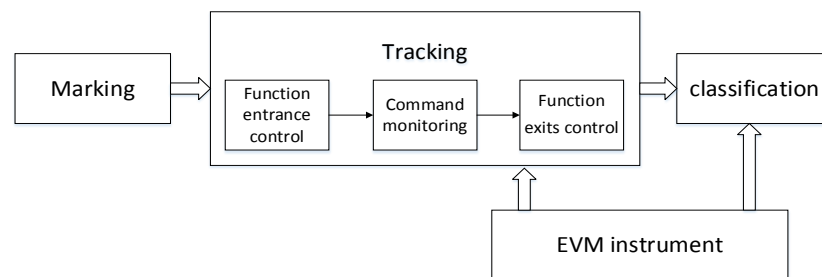 Tracking
Marking
Function
entrance
control
Command
monitoring
Function
exits control
classification
EVM instrument